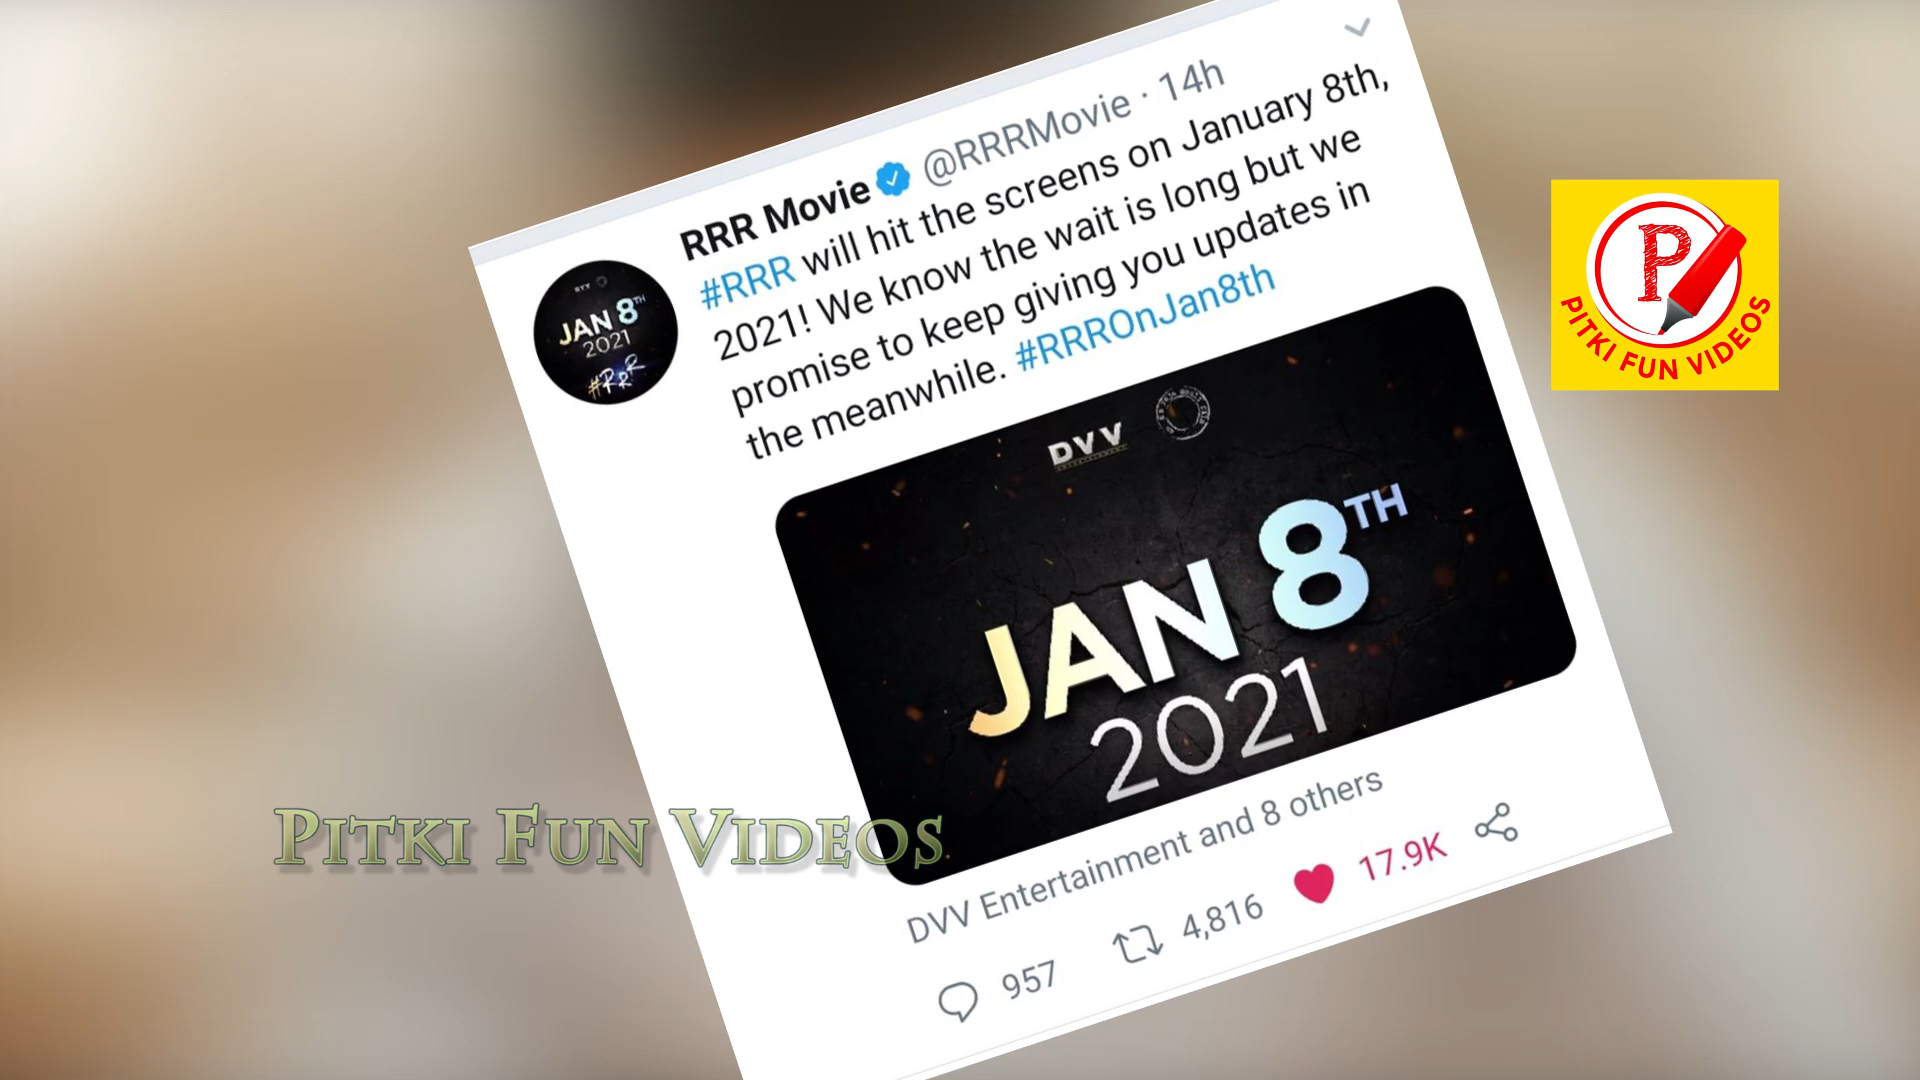 RRR Movie @RRRMovie · 14h
#RRR will hit the screens on January 8th,
2021! We know the wait is long but we
promise to keep giving you updates in
the meanwhile. #RRROnJan8th
JAN 8TH
2021
#RRR
DVV
JAN 8TH
2021
DVV Entertainment and 8 others
957
4,816
17.9K
P
PITKI FUN VIDEOS
PITKI FUN VIDEOS